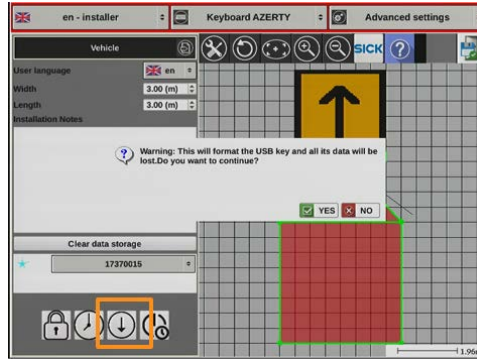 en - installer
Keyboard AZERTY
Advanced settings
Vehicle
SICK
?
User language
en
Width
3.00 (m)
Length
3.00 (m)
Installation Notes
Warning: This will format the USB key and all its data will be
lost.Do you want to continue?
YES
NO
Clear data storage
17370015